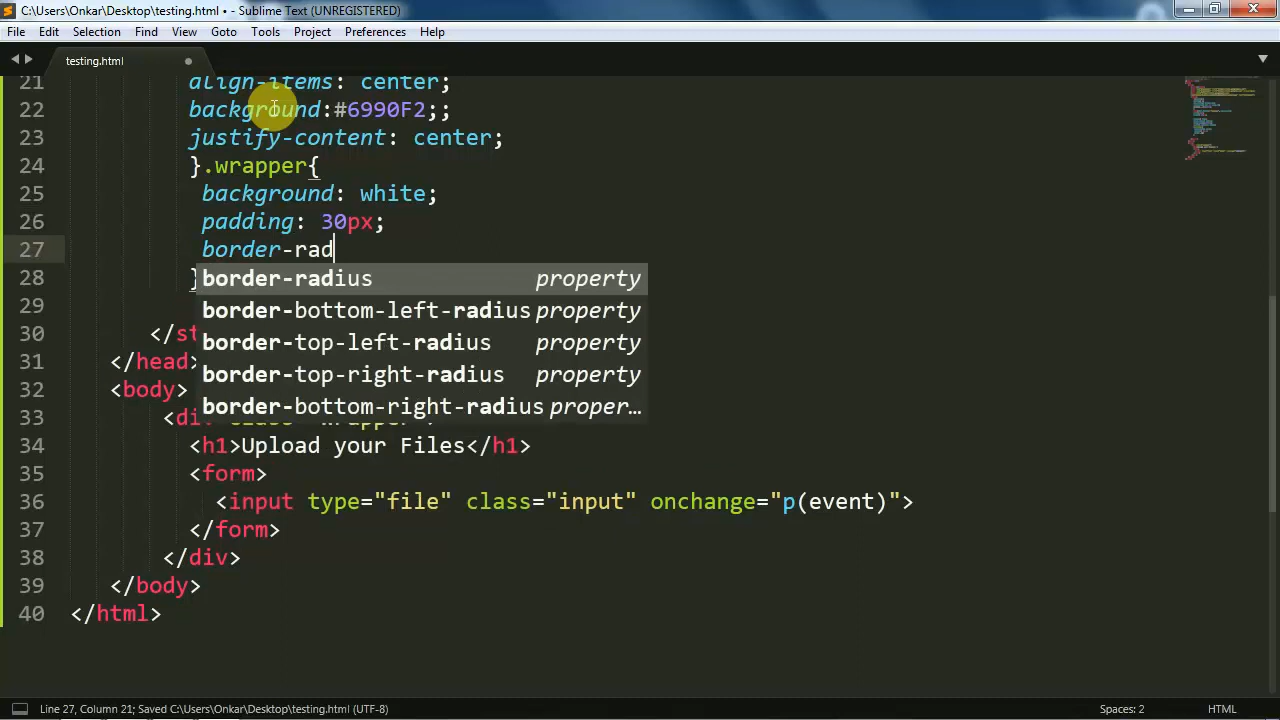 C:\Users\Onkar\Desktop\testing.html • - Sublime Text (UNREGISTERED)
File Edit Selection Find View Goto Tools Project Preferences Help
testing.html
21 align-items: center;
22 background:#6990F2;;
23 justify-content: center;
24 }.wrapper{
25 background: white;
26 padding: 30px;
27 border-rad
28 }
border-radius property
29
border-bottom-left-radius property
30 </st
border-top-left-radius property
31 </head>
border-top-right-radius property
32 <body>
border-bottom-right-radius proper…
33 <div
34 <h1>Upload your Files</h1>
35 <form>
36 <input type="file" class="input" onchange="p(event)">
37 </form>
38 </div>
39 </body>
40 </html>
Line 27, Column 21; Saved C:\Users\Onkar\Desktop\testing.html (UTF-8) Spaces: 2 HTML